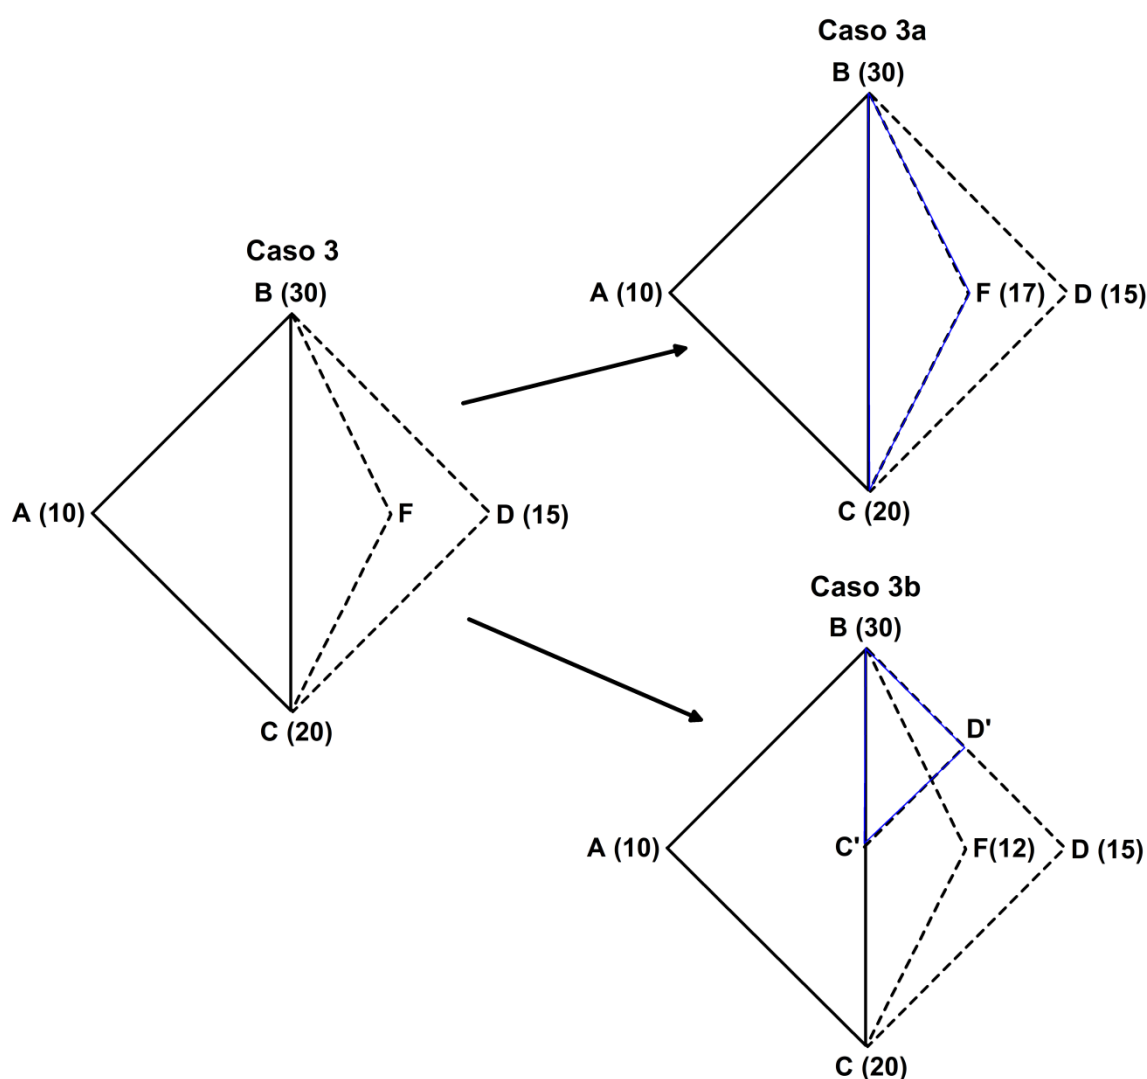 Caso 3
B (30)
A (10)
F
D (15)
C (20)
Caso 3a
B (30)
A (10)
F (17)
D (15)
C (20)
Caso 3b
B (30)
D'
A (10)
C'
F(12)
D (15)
C (20)